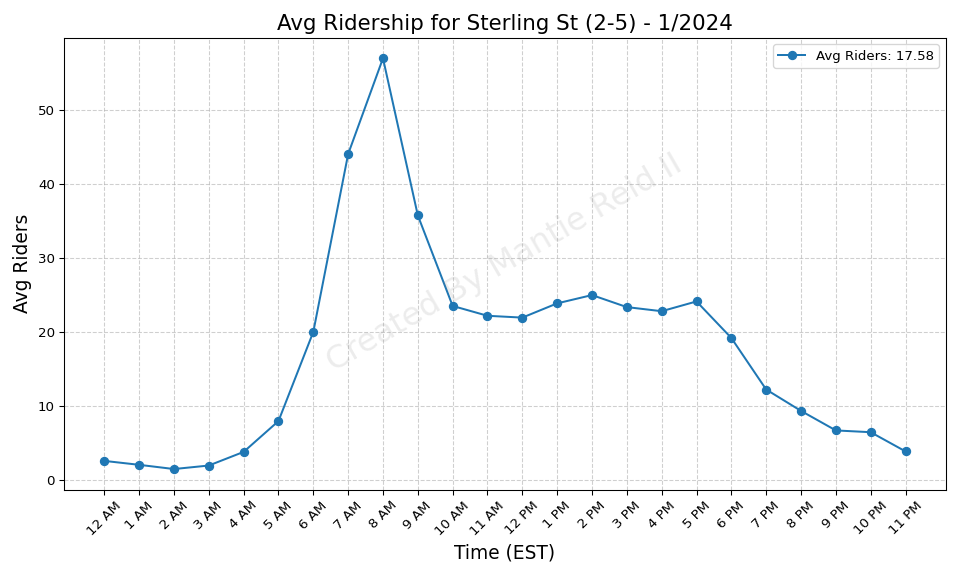 Avg Ridership for Sterling St (2-5) - 1/2024
Avg Riders: 17.58
Avg Riders
50
40
30
20
10
0
Created By Mantie Reid II
12 AM
1 AM
2 AM
3 AM
4 AM
5 AM
6 AM
7 AM
8 AM
9 AM
10 AM
11 AM
12 PM
1 PM
2 PM
3 PM
4 PM
5 PM
6 PM
7 PM
8 PM
9 PM
10 PM
11 PM
Time (EST)